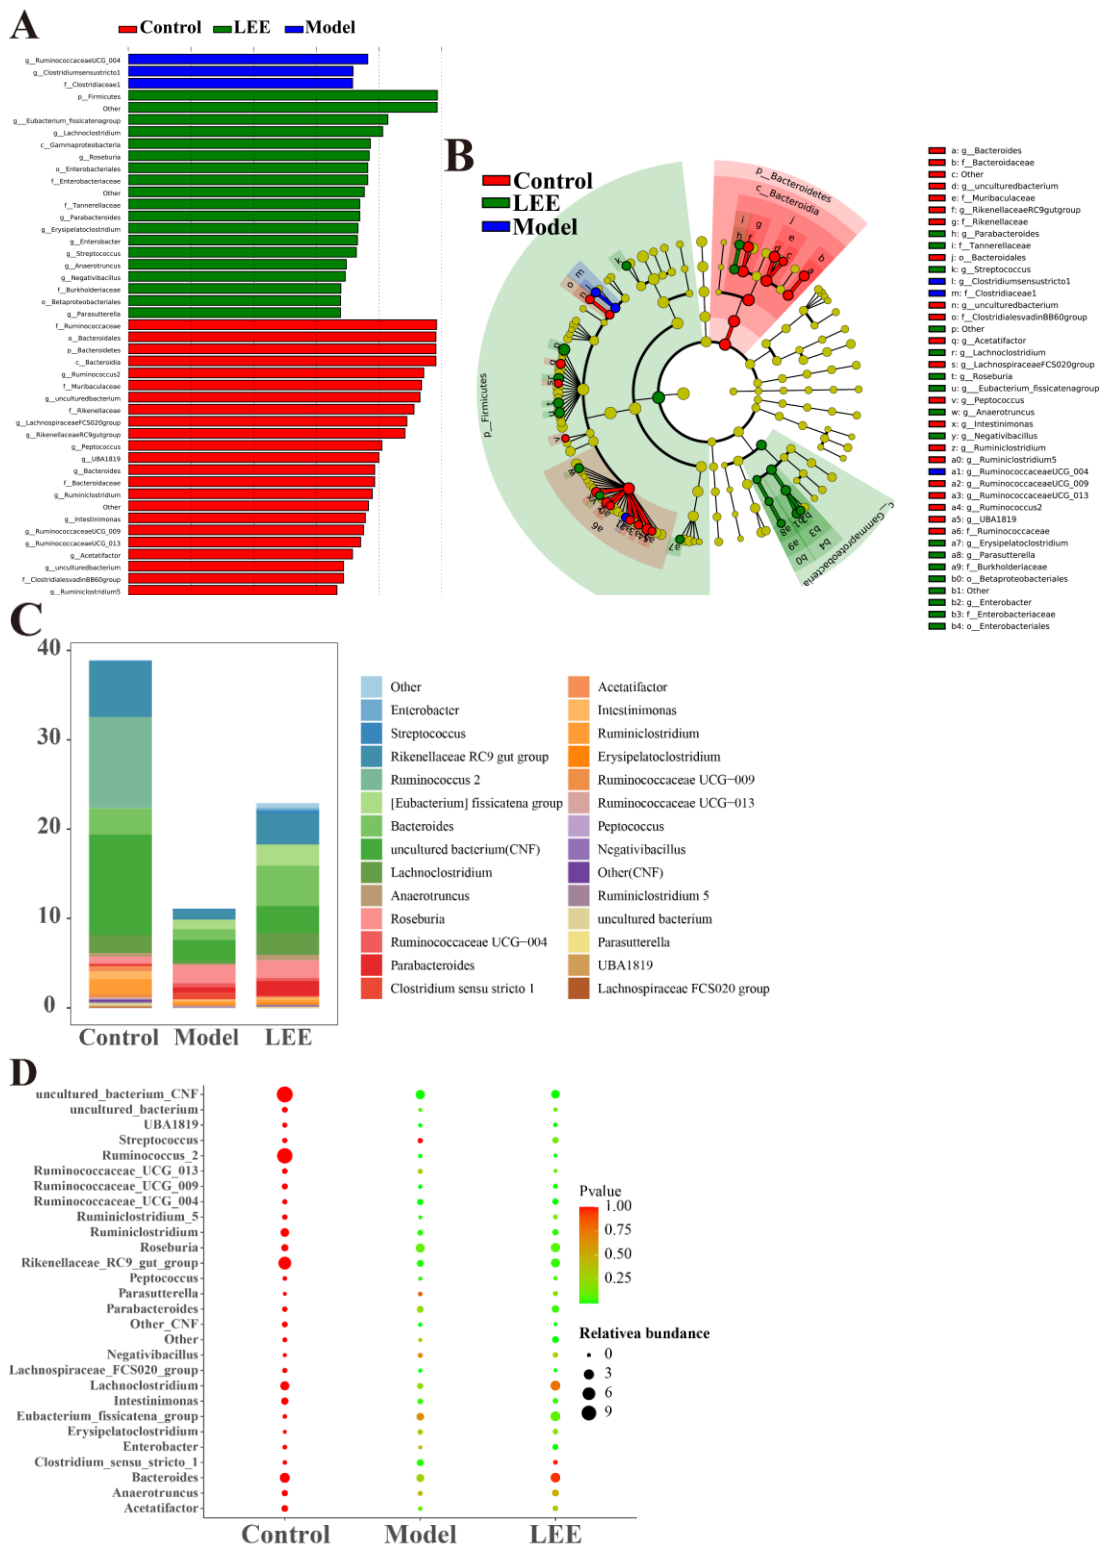 A
Control LEE Model
g__RuminococcaceaeUCG_004
g__Clostridiumsensustricto1
f__Clostridiaceae1
p__Firmicutes
Other
g___Eubacterium_fissicatenagroup
g__Lachnoclostridium
c__Gammaproteobacteria
g__Roseburia
o__Enterobacteriales
f__Enterobacteriaceae
Other
f__Tannerellaceae
g__Parabacteroides
g__Erysipelatoclostridium
g__Enterobacter
g__Streptococcus
g__Anaerotruncus
g__Negativibacillus
f__Burkholderiaceae
o__Betaproteobacteriales
g__Parasutterella
f__Ruminococcaceae
o__Bacteroidales
p__Bacteroidetes
c__Bacteroidia
g__Ruminococcus2
f__Muribaculaceae
g__unculturedbacterium
f__Rikenellaceae
g__LachnospiraceaeFCS020group
g__RikenellaceaeRC9gutgroup
g__Peptococcus
g__UBA1819
g__Bacteroides
f__Bacteroidaceae
g__Ruminiclostridium
Other
g__Intestinimonas
g__RuminococcaceaeUCG_009
g__RuminococcaceaeUCG_013
g__Acetatifactor
g__unculturedbacterium
f__ClostridialesvadinBB60group
g__Ruminiclostridium5
B
Control
LEE
Model
p__Bacteroidetes
c__Bacteroidia
p__Firmicutes
c__Gammaproteobacteria
i
g
j
h
f
e
d
c
b
a
k
m
l
o
n
p
q
r
s
t
u
v
w
a6
a7
a8
a9
b0
b3
b4
a: g__Bacteroides
b: f__Bacteroidaceae
c: Other
d: g__unculturedbacterium
e: f__Muribaculaceae
f: g__RikenellaceaeRC9gutgroup
g: f__Rikenellaceae
h: g__Parabacteroides
i: f__Tannerellaceae
j: o__Bacteroidales
k: g__Streptococcus
l: g__Clostridiumsensustricto1
m: f__Clostridiaceae1
n: g__unculturedbacterium
o: f__ClostridialesvadinBB60group
p: Other
q: g__Acetatifactor
r: g__Lachnoclostridium
s: g__LachnospiraceaeFCS020group
t: g__Roseburia
u: g___Eubacterium_fissicatenagroup
v: g__Peptococcus
w: g__Anaerotruncus
x: g__Intestinimonas
y: g__Negativibacillus
z: g__Ruminiclostridium
a0: g__Ruminiclostridium5
a1: g__RuminococcaceaeUCG_004
a2: g__RuminococcaceaeUCG_009
a3: g__RuminococcaceaeUCG_013
a4: g__Ruminococcus2
a5: g__UBA1819
a6: f__Ruminococcaceae
a7: g__Erysipelatoclostridium
a8: g__Parasutterella
a9: f__Burkholderiaceae
b0: o__Betaproteobacteriales
b1: Other
b2: g__Enterobacter
b3: f__Enterobacteriaceae
b4: o__Enterobacteriales
C
40
30
20
10
0
Control Model LEE
Other
Enterobacter
Streptococcus
Rikenellaceae RC9 gut group
Ruminococcus 2
[Eubacterium] fissicatena group
Bacteroides
uncultured bacterium(CNF)
Lachnoclostridium
Anaerotruncus
Roseburia
Ruminococcaceae UCG−004
Parabacteroides
Clostridium sensu stricto 1
Acetatifactor
Intestinimonas
Ruminiclostridium
Erysipelatoclostridium
Ruminococcaceae UCG−009
Ruminococcaceae UCG−013
Peptococcus
Negativibacillus
Other(CNF)
Ruminiclostridium 5
uncultured bacterium
Parasutterella
UBA1819
Lachnospiraceae FCS020 group
D
uncultured_bacterium_CNF
uncultured_bacterium
UBA1819
Streptococcus
Ruminococcus_2
Ruminococcaceae_UCG_013
Ruminococcaceae_UCG_009
Ruminococcaceae_UCG_004
Ruminiclostridium_5
Ruminiclostridium
Roseburia
Rikenellaceae_RC9_gut_group
Peptococcus
Parasutterella
Parabacteroides
Other_CNF
Other
Negativibacillus
Lachnospiraceae_FCS020_group
Lachnoclostridium
Intestinimonas
Eubacterium_fissicatena_group
Erysipelatoclostridium
Enterobacter
Clostridium_sensu_stricto_1
Bacteroides
Anaerotruncus
Acetatifactor
Control Model LEE
Pvalue
1.00
0.75
0.50
0.25
Relativea bundance
0
3
6
9